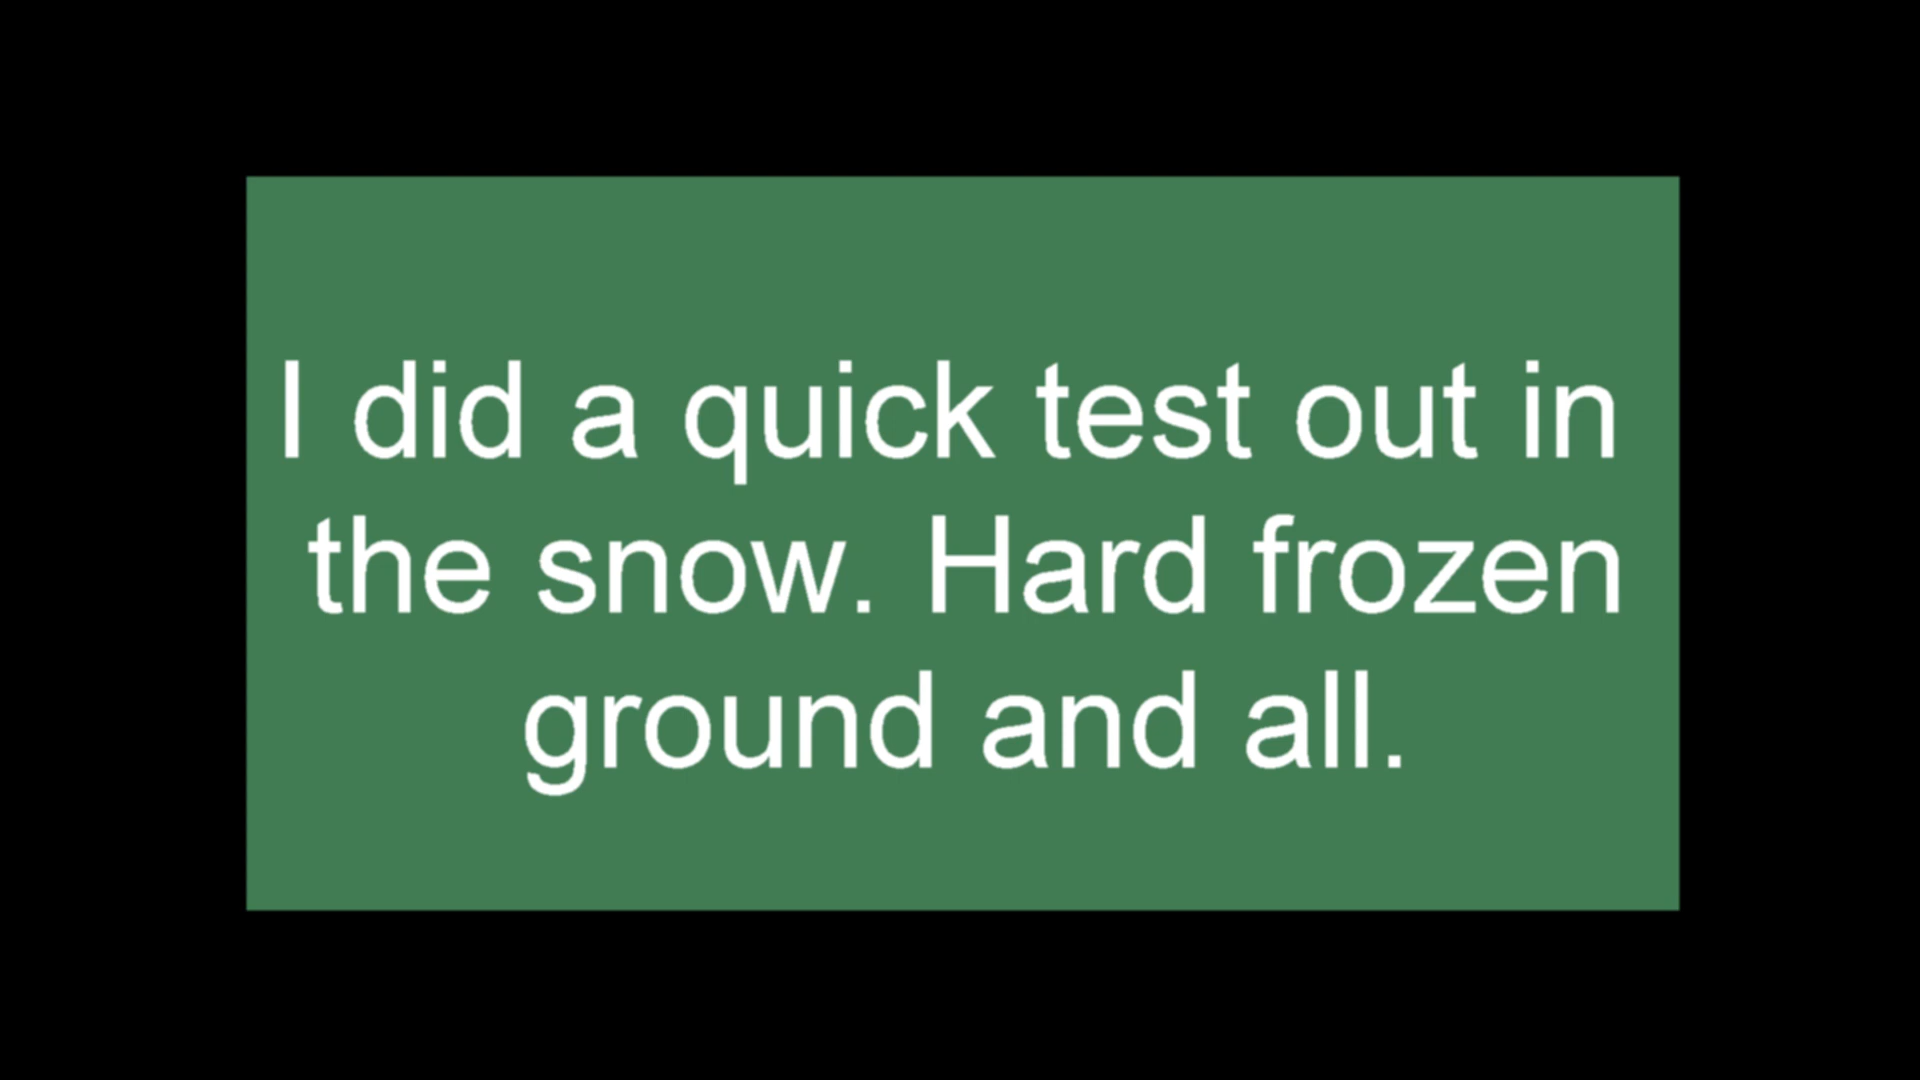 I did a quick test out in
the snow. Hard frozen
ground and all.